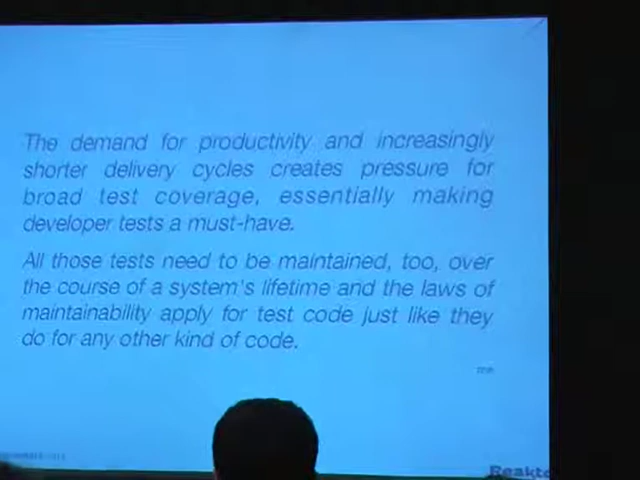 The demand for productivity and increasingly
shorter delivery cycles creates pressure for
broad test coverage, essentially making
developer tests a must-have.
All those tests need to be maintained, too, over
the course of a system's lifetime and the laws of
maintainability apply for test code just like they
do for any other kind of code.
me
Reakto